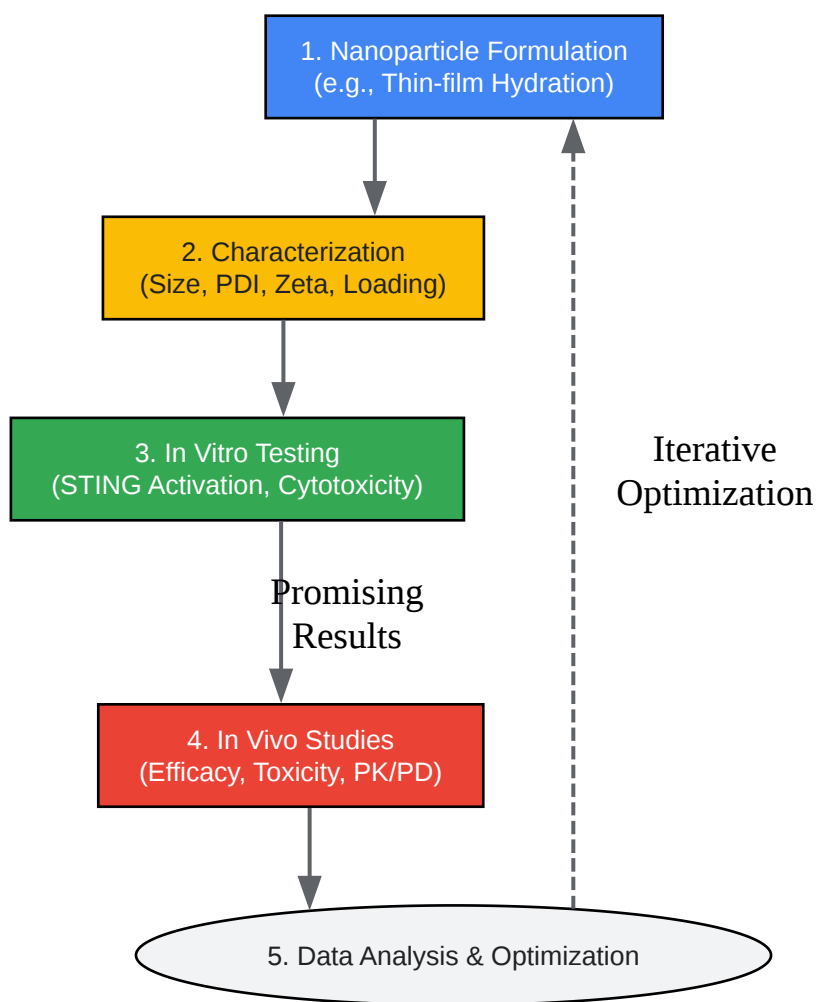 1. Nanoparticle Formulation
(e.g., Thin-film Hydration)
2. Characterization
(Size, PDI, Zeta, Loading)
3. In Vitro Testing
(STING Activation, Cytotoxicity)
Iterative
Optimization
Promising
Results
4. In Vivo Studies
(Efficacy, Toxicity, PK/PD)
5. Data Analysis & Optimization